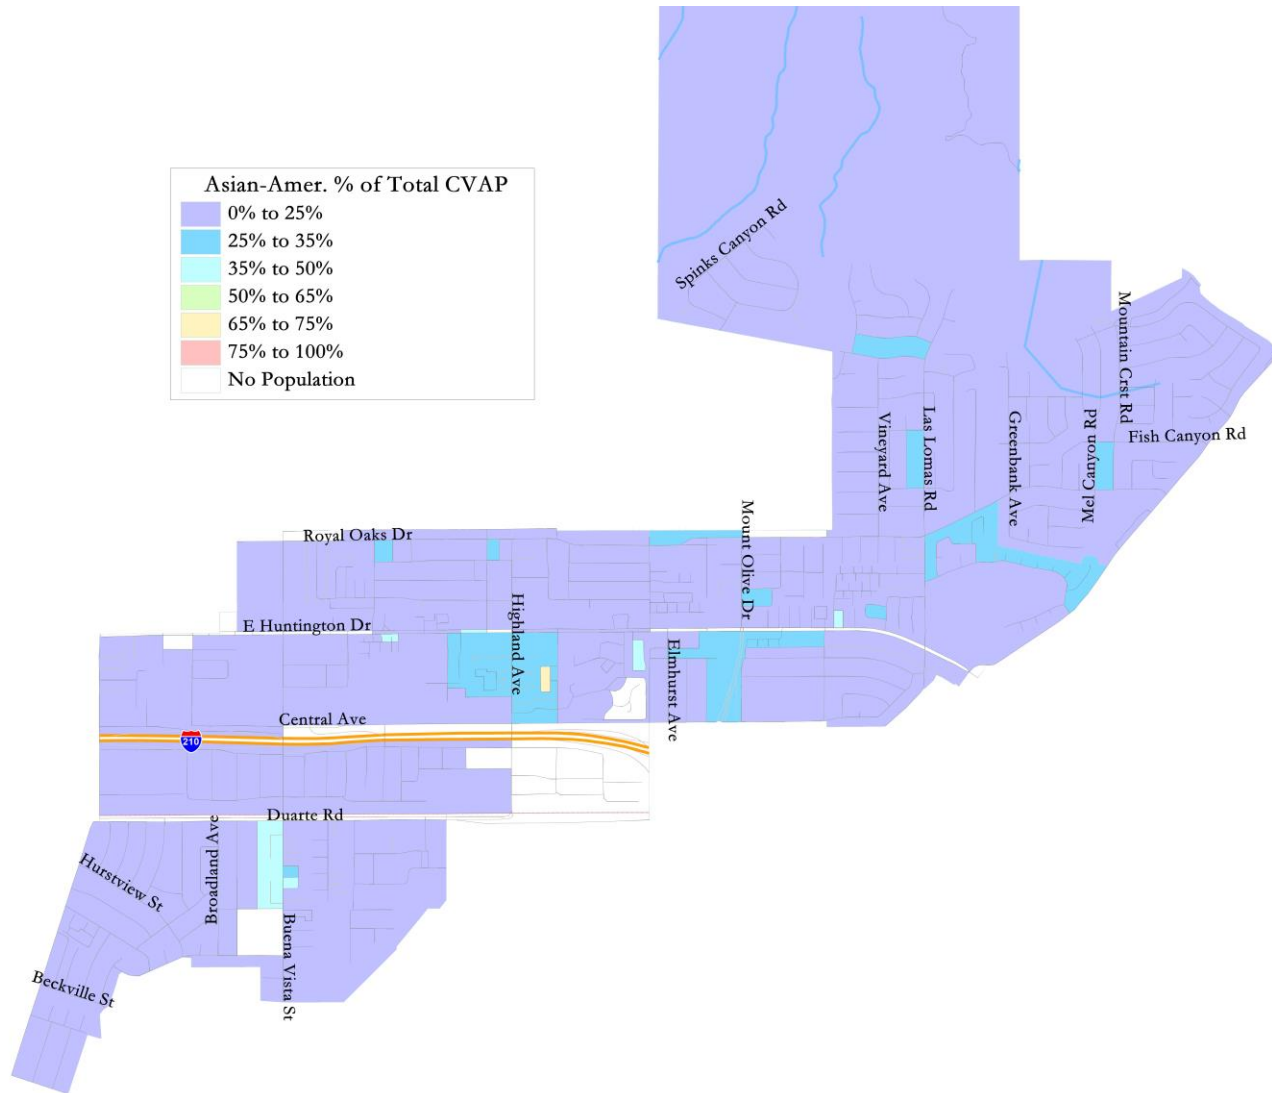 Asian-Amer. % of Total CVAP
0% to 25%
25% to 35%
35% to 50%
50% to 65%
65% to 75%
75% to 100%
No Population
Spinks Canyon Rd
Mountain Crst Rd
Vineyard Ave
Las Lomas Rd
Greenbank Ave
Mel Canyon Rd
Fish Canyon Rd
Royal Oaks Dr
Mount Olive Dr
E Huntington Dr
Highland Ave
Elmhurst Ave
Central Ave
210
Duarte Rd
Hurstview St
Broadland Ave
Buena Vista St
Beckville St